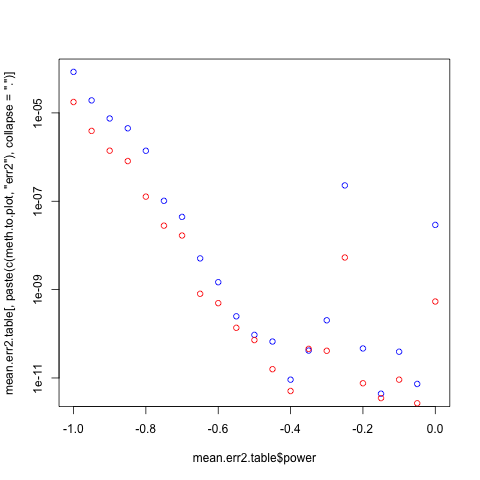 mean.err2.table[, paste(c(meth.to.plot, "err2"), collapse = ".")]
1e-05
1e-07
1e-09
1e-11
-1.0 -0.8 -0.6 -0.4 -0.2 0.0
mean.err2.table$power